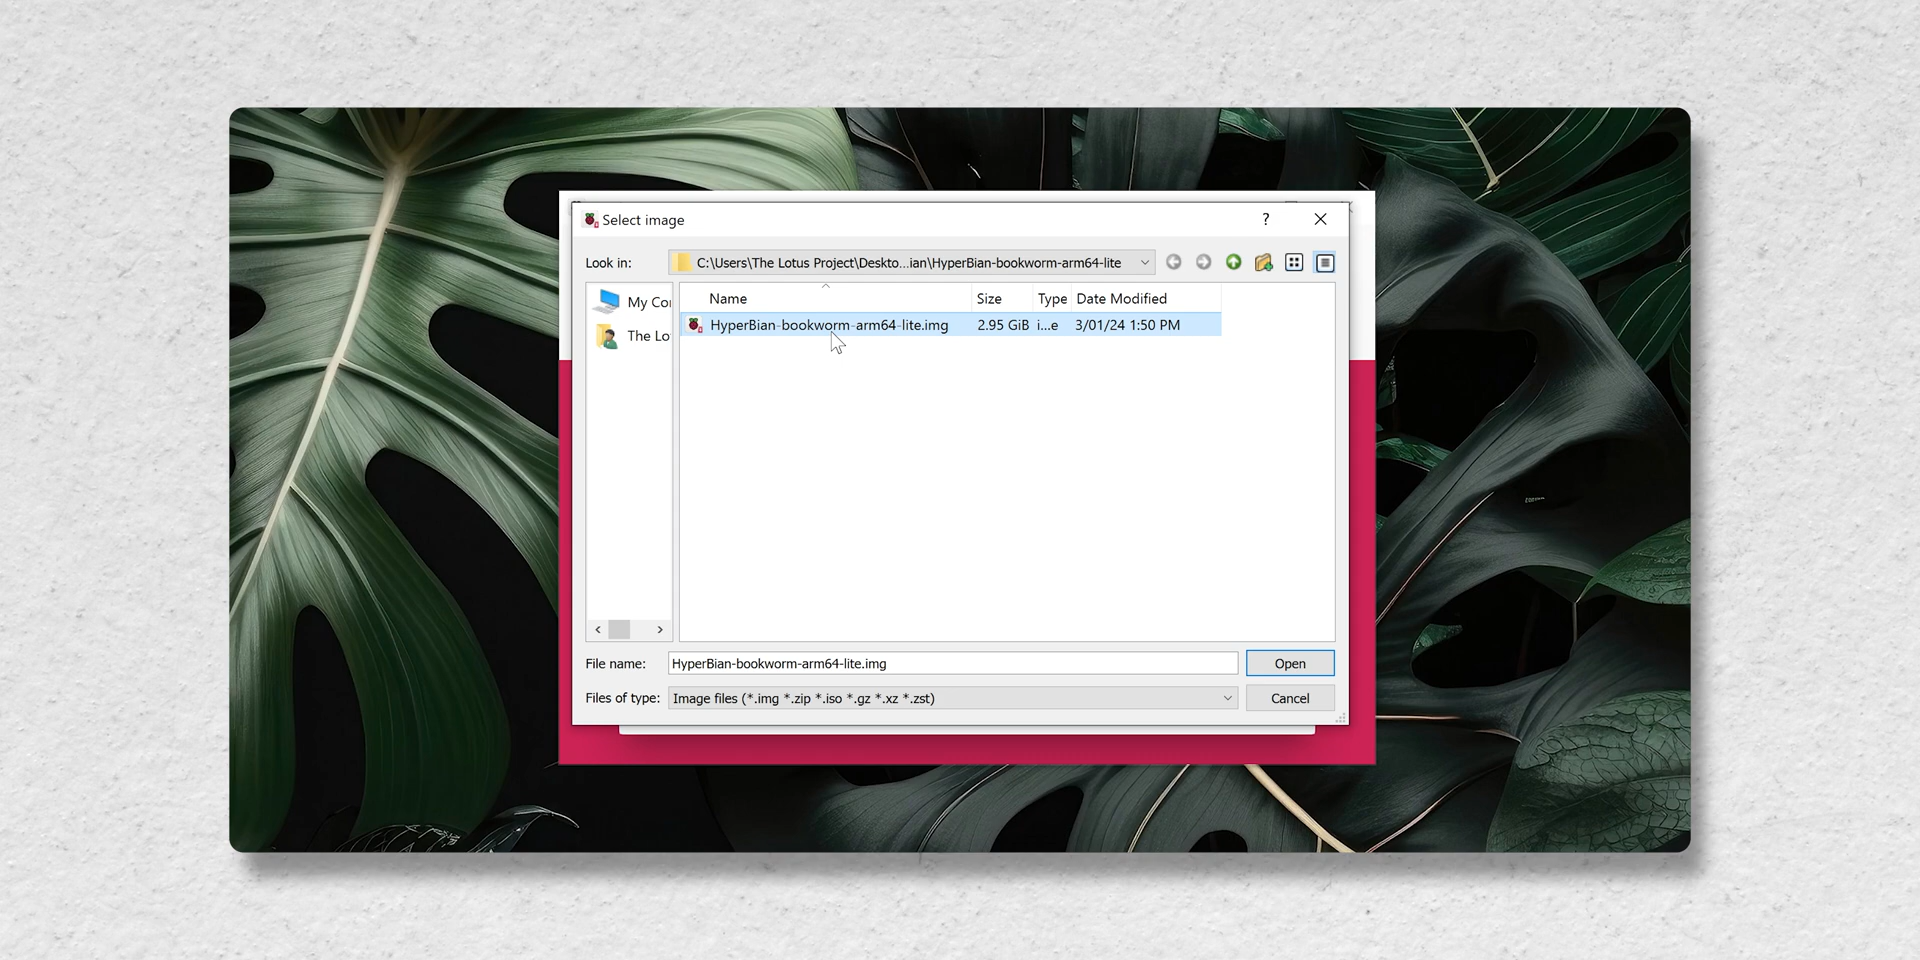 Select image
?
Look in:
C:\Users\The Lotus Project\Deskto...ian\HyperBian-bookworm-arm64-lite
My Co
The Lo
Name
Size
Type
Date Modified
HyperBian-bookworm-arm64-lite.img
2.95 GiB
i...e
3/01/24 1:50 PM
File name:
HyperBian-bookworm-arm64-lite.img
Open
Files of type:
Image files (*.img *.zip *.iso *.gz *.xz *.zst)
Cancel